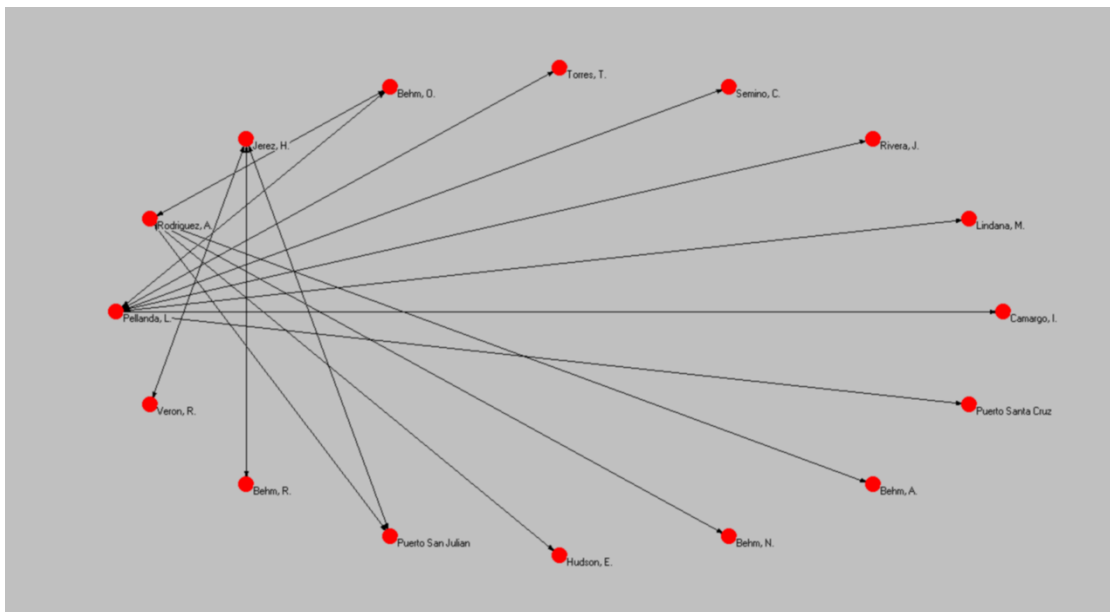 Torres, T.
Behm, O.
Semino, C.
Jerez, H.
Rivera, J.
Rodriguez, A.
Lindana, M.
Pellanda, L.
Camargo, I.
Veron, R.
Puerto Santa Cruz
Behm, R.
Behm, A.
Puerto San Julian
Behm, N.
Hudson, E.